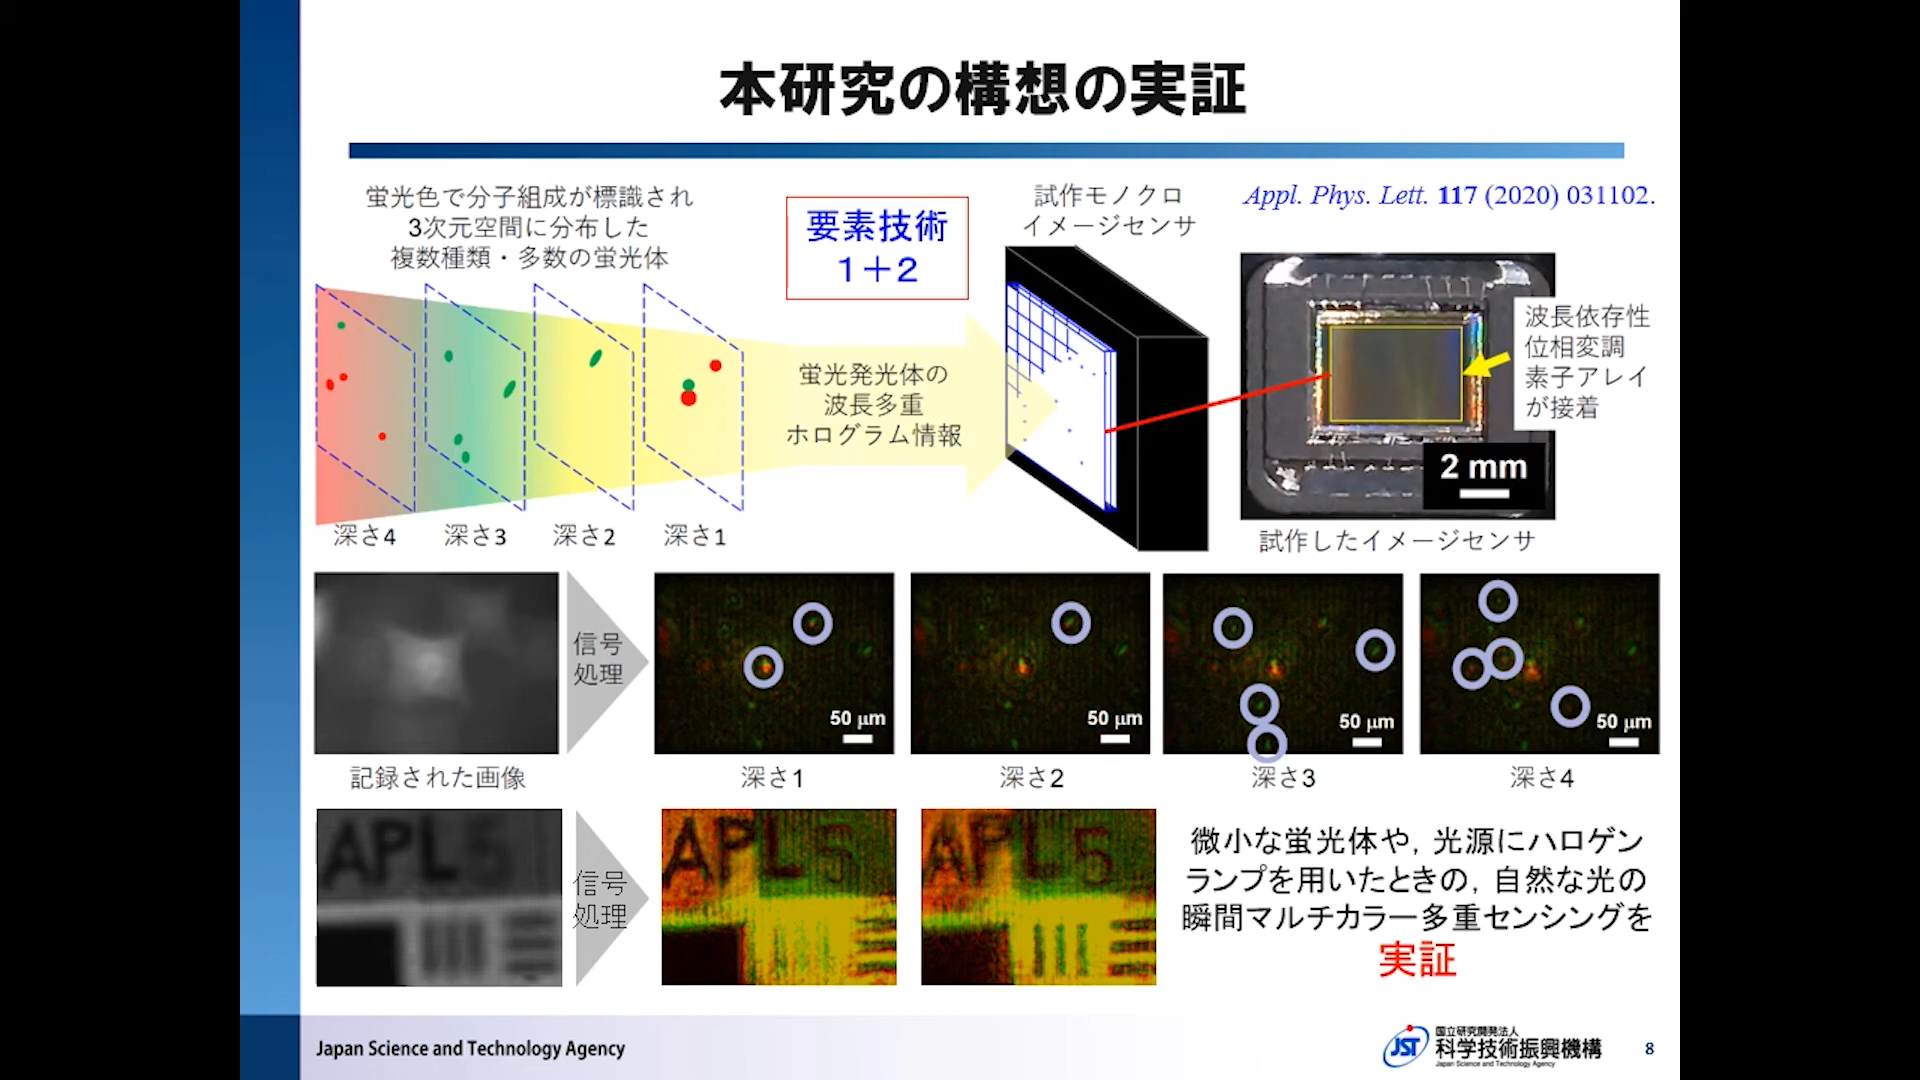 本研究の構想の実証
蛍光色で分子組成が標識され
3次元空間に分布した
複数種類・多数の蛍光体
要素技術
1+2
試作モノクロ
イメージセンサ
Appl. Phys. Lett. 117 (2020) 031102.
蛍光発光体の
波長多重
ホログラム情報
波長依存性
位相変調
素子アレイ
が接着
2 mm
深さ4
深さ3
深さ2
深さ1
試作したイメージセンサ
信号
処理
50 μm
50 μm
50 μm
50 μm
記録された画像
深さ1
深さ2
深さ3
深さ4
APL 5
信号
処理
APL 5
APL 5
微小な蛍光体や，光源にハロゲン
ランプを用いたときの，自然な光の
瞬間マルチカラー多重センシングを
実証
Japan Science and Technology Agency
JST
国立研究開発法人
科学技術振興機構
Japan Science and Technology Agency
8